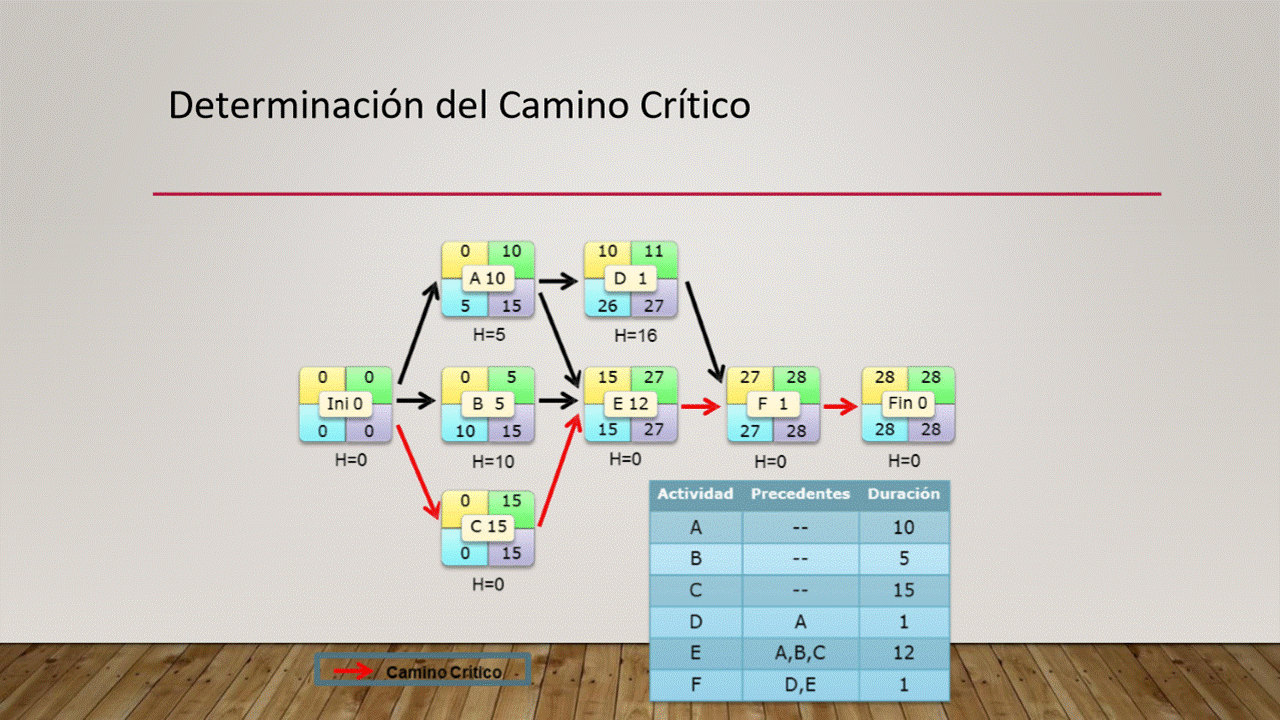 Determinación del Camino Crítico
0 10
A 10
5 15
H=5
10 11
D 1
26 27
H=16
0 0
Ini 0
0 0
H=0
0 5
B 5
10 15
H=10
15 27
E 12
15 27
H=0
27 28
F 1
27 28
H=0
28 28
Fin 0
28 28
H=0
0 15
C 15
0 15
H=0
Actividad Precedentes Duración
A -- 10
B -- 5
C -- 15
D A 1
E A,B,C 12
F D,E 1
Camino Crítico